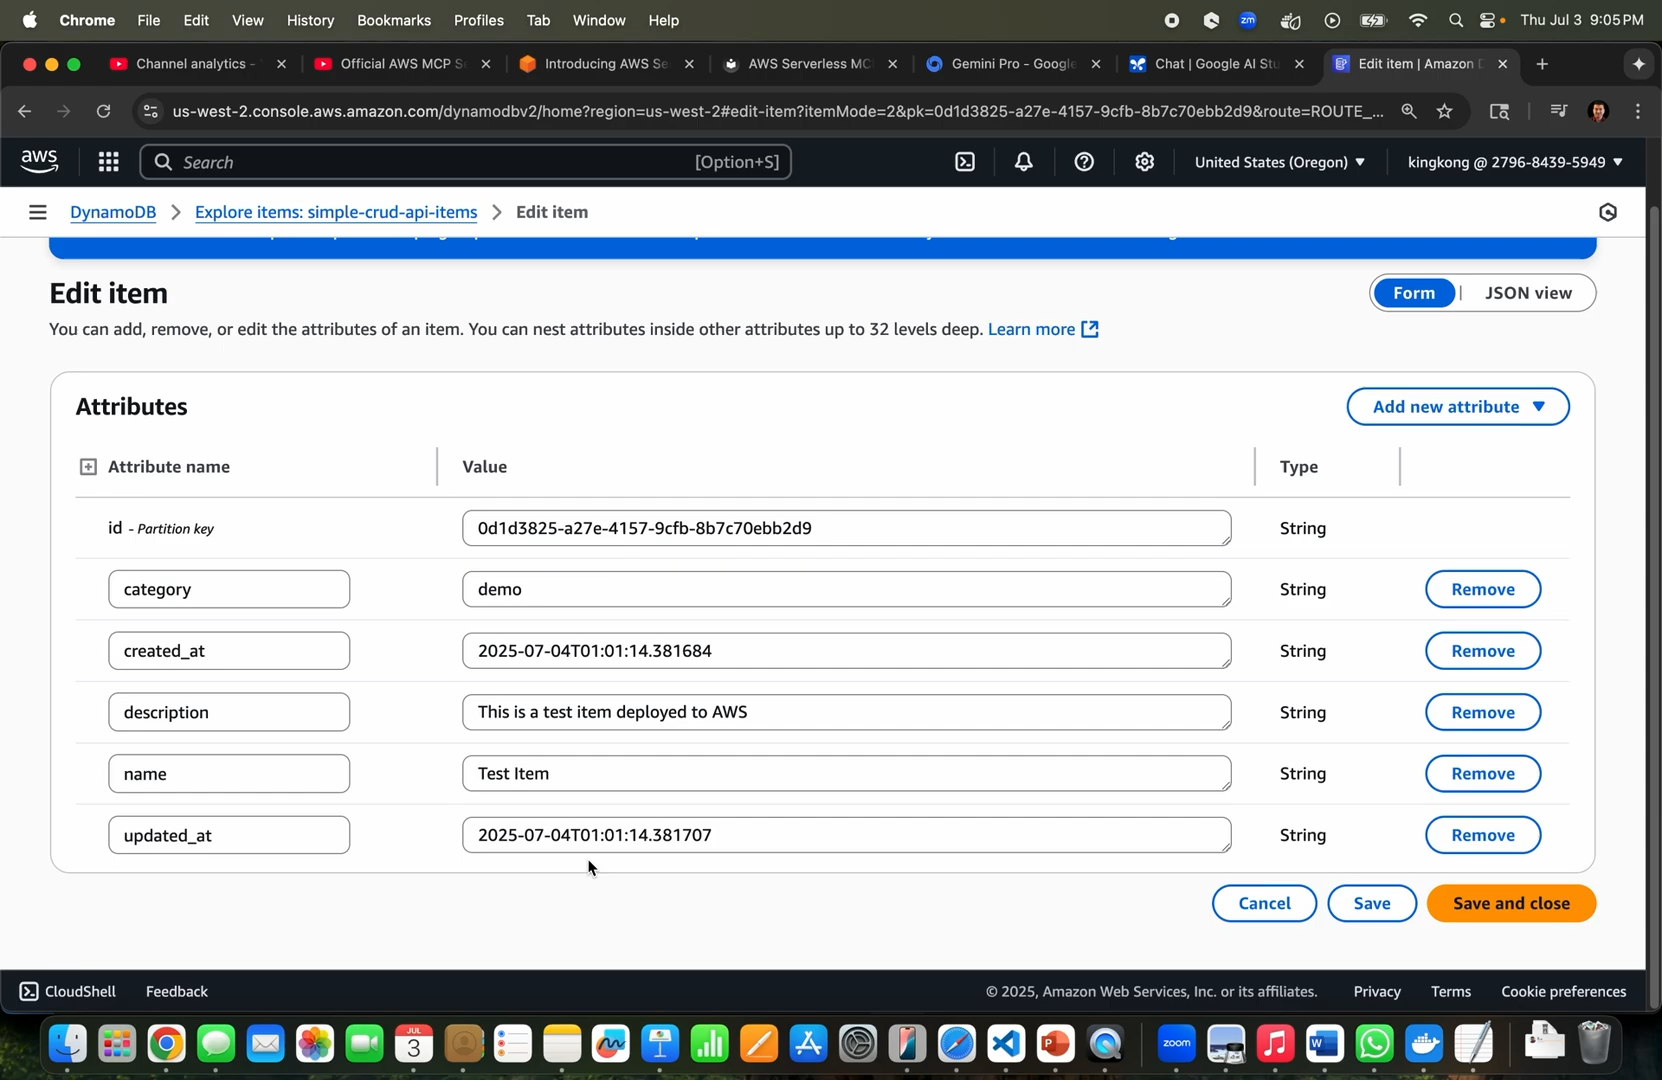 Chrome File Edit View History Bookmarks Profiles Tab Window Help zm Thu Jul 3 9:05 PM
Channel analytics - Official AWS MCP S Introducing AWS Se AWS Serverless MC Gemini Pro - Google Chat | Google AI Stu Edit item | Amazon D
us-west-2.console.aws.amazon.com/dynamodbv2/home?region=us-west-2#edit-item?itemMode=2&pk=0d1d3825-a27e-4157-9cfb-8b7c70ebb2d9&route=ROUTE_...
aws Search [Option+S] United States (Oregon) kingkong @ 2796-8439-5949
DynamoDB Explore items: simple-crud-api-items Edit item
Edit item
Form | JSON view
You can add, remove, or edit the attributes of an item. You can nest attributes inside other attributes up to 32 levels deep. Learn more
Attributes
Add new attribute
Attribute name Value Type
id - Partition key 0d1d3825-a27e-4157-9cfb-8b7c70ebb2d9 String
category demo String Remove
created_at 2025-07-04T01:01:14.381684 String Remove
description This is a test item deployed to AWS String Remove
name Test Item String Remove
updated_at 2025-07-04T01:01:14.381707 String Remove
Cancel Save Save and close
CloudShell Feedback © 2025, Amazon Web Services, Inc. or its affiliates. Privacy Terms Cookie preferences
JUL
3
zoom